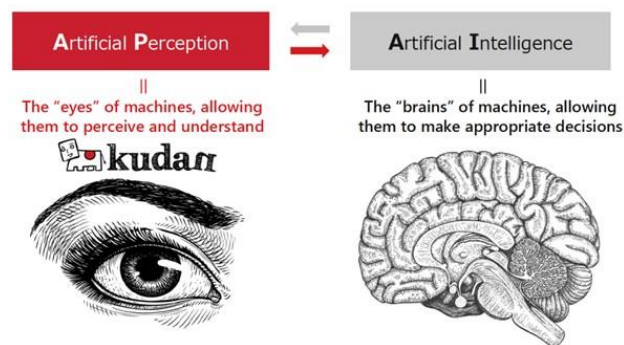 Artificial Perception
Artificial Intelligence
||
The "eyes" of machines, allowing
them to perceive and understand
kudan
||
The "brains" of machines, allowing
them to make appropriate decisions